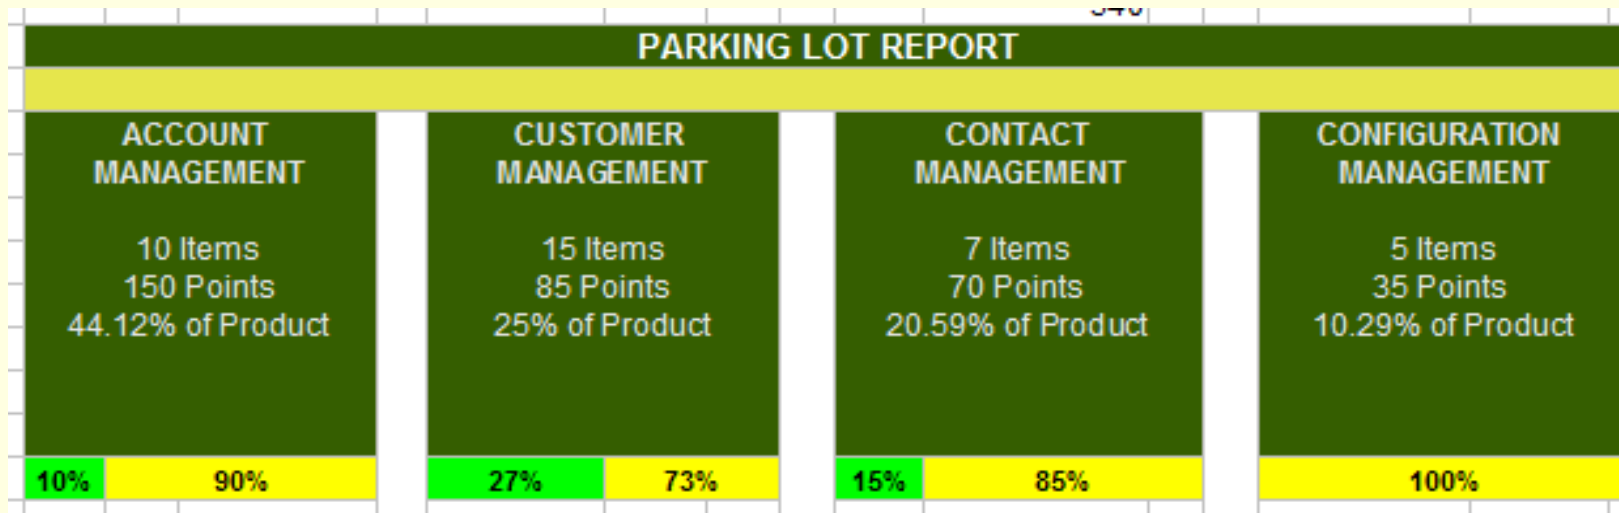 PARKING LOT REPORT
ACCOUNT
MANAGEMENT
10 Items
150 Points
44.12% of Product
10% 90%
CUSTOMER
MANAGEMENT
15 Items
85 Points
25% of Product
27% 73%
CONTACT
MANAGEMENT
7 Items
70 Points
20.59% of Product
15% 85%
CONFIGURATION
MANAGEMENT
5 Items
35 Points
10.29% of Product
100%